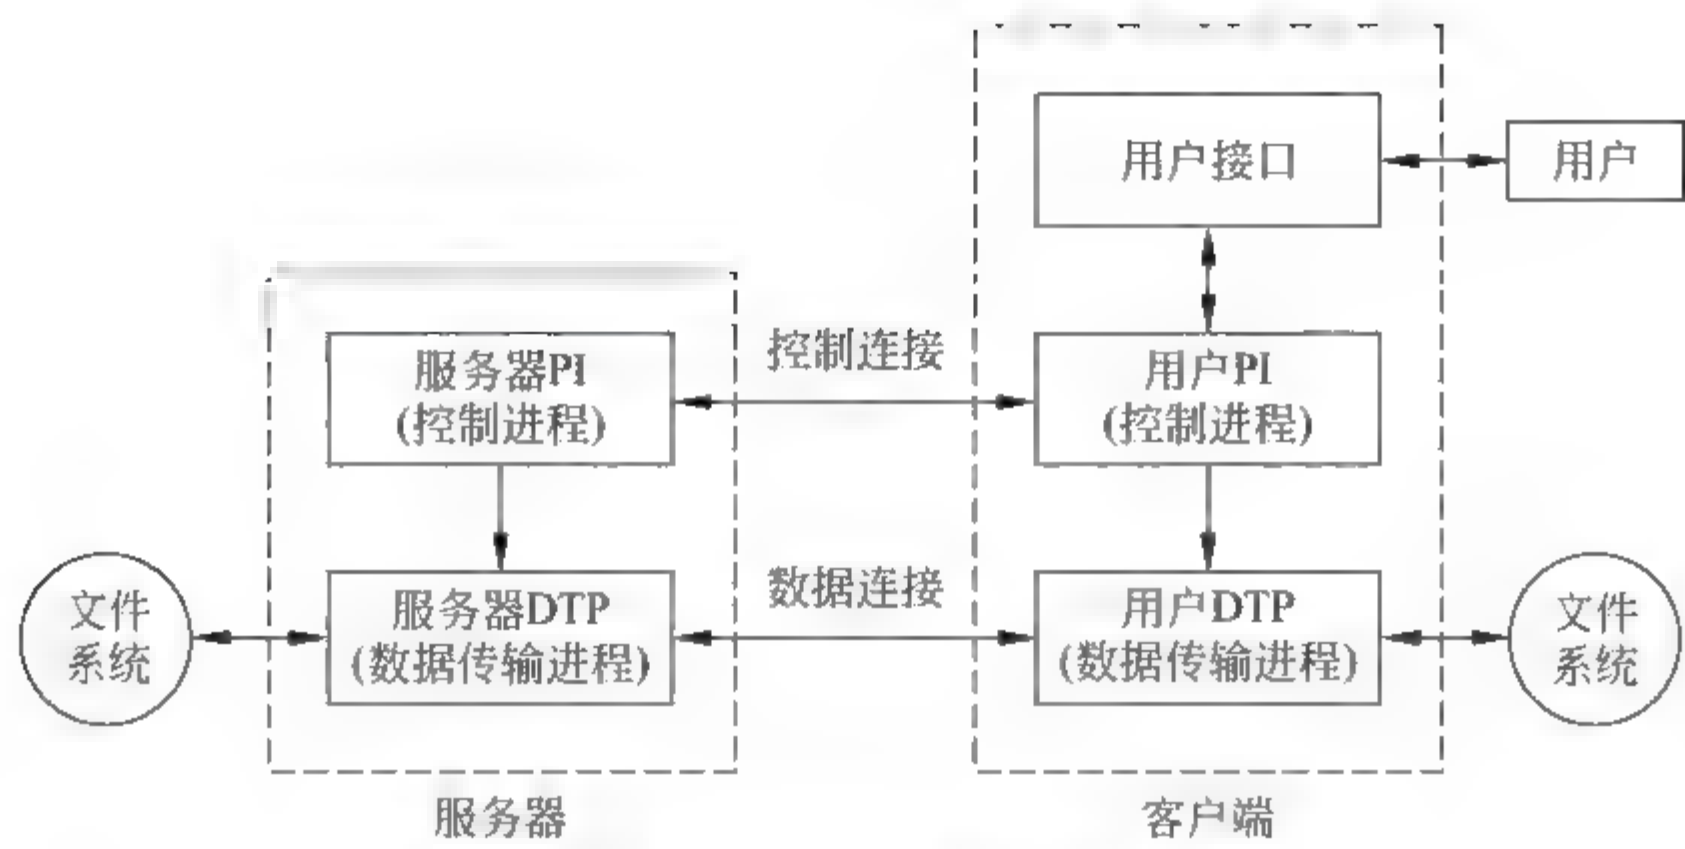 用户接口
用户
控制连接
服务器PI
(控制进程)
用户PI
(控制进程)
数据连接
文件
系统
服务器DTP
(数据传输进程)
用户DTP
(数据传输进程)
文件
系统
服务器
客户端